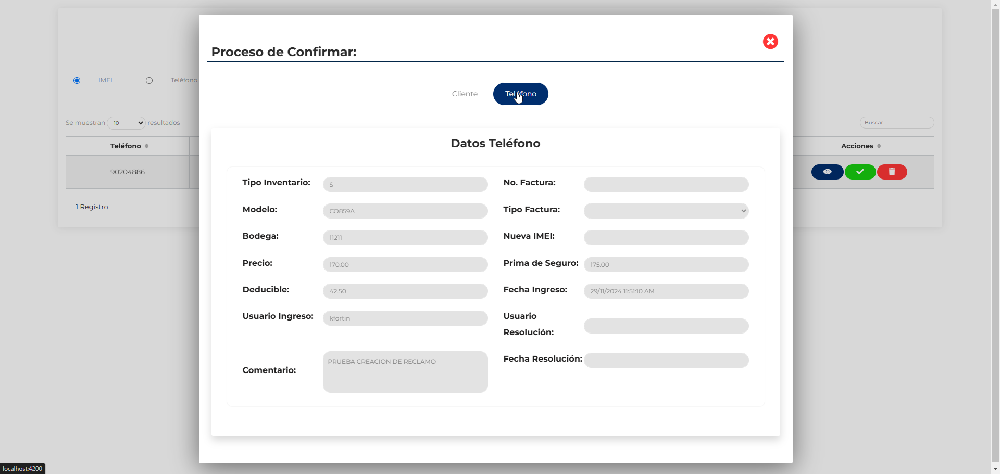 Proceso de Confirmar:
IMEI
Teléfono
Cliente
Teléfono
Se muestran 10 resultados
Buscar
Teléfono
Acciones
90204886
1 Registro
Datos Teléfono
Tipo Inventario: S
No. Factura:
Modelo: CO859A
Tipo Factura:
Bodega: 11211
Nueva IMEI:
Precio: 170.00
Prima de Seguro: 175.00
Deducible: 42.50
Fecha Ingreso: 29/11/2024 11:51:10 AM
Usuario Ingreso: kfortin
Usuario
Resolución:
Comentario: PRUEBA CREACION DE RECLAMO
Fecha Resolución:
localhost:4200